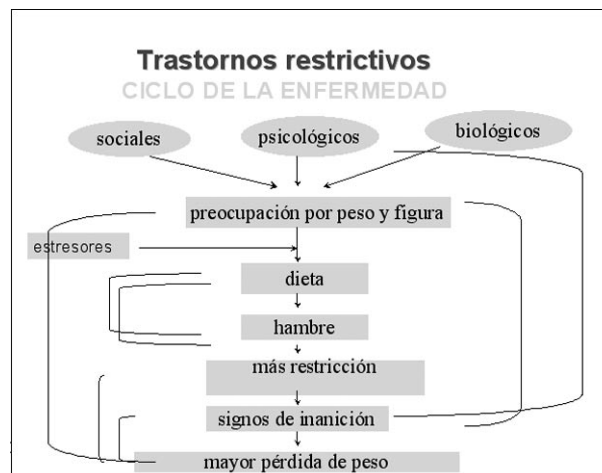 Trastornos restrictivos
CICLO DE LA ENFERMEDAD
sociales
psicológicos
biológicos
preocupación por peso y figura
estresores
dieta
hambre
más restricción
signos de inanición
mayor pérdida de peso